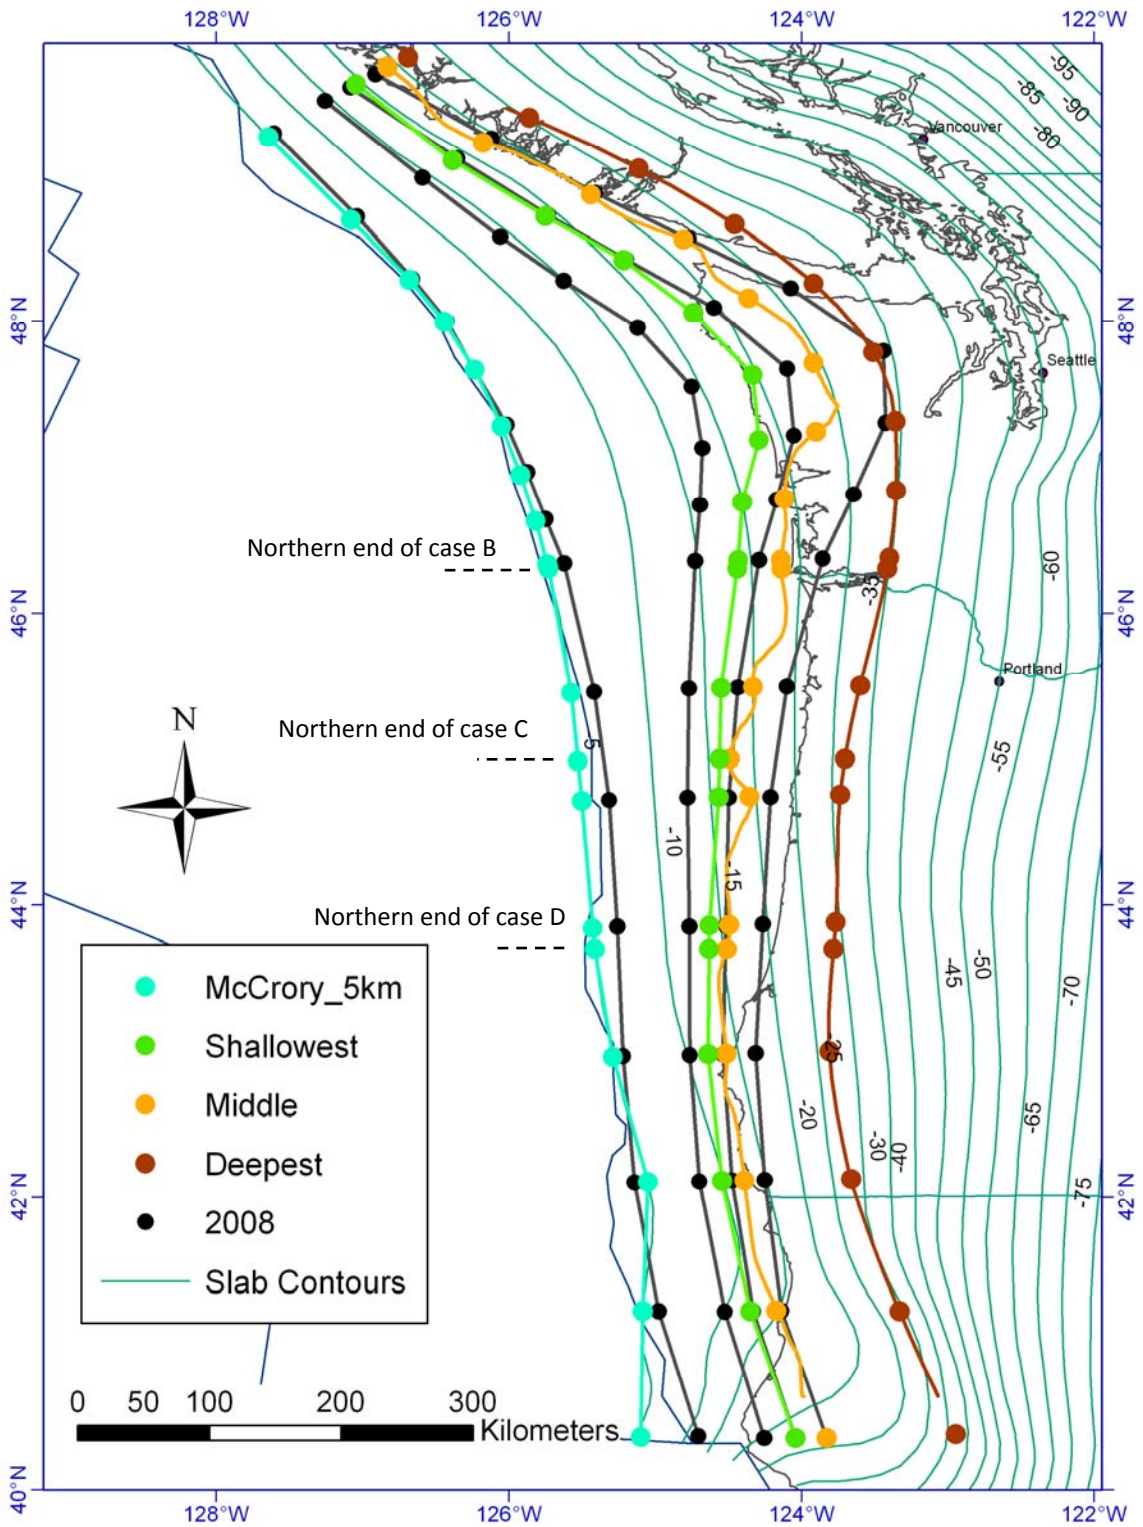 128°W 126°W 124°W 122°W
-95
-85
-90
-80
Vancouver
48°N 48°N
Seattle
Northern end of case B
-60
46°N 46°N
-35
Portland
N
Northern end of case C
5
-55
-10
-15
44°N 44°N
Northern end of case D
-45
-50
-70
McCrory_5km
Shallowest
-25
Middle
-20
-65
-30
-40
Deepest
42°N 42°N
-75
2008
Slab Contours
0 50 100 200 300
Kilometers
40°N 40°N
128°W 126°W 124°W 122°W